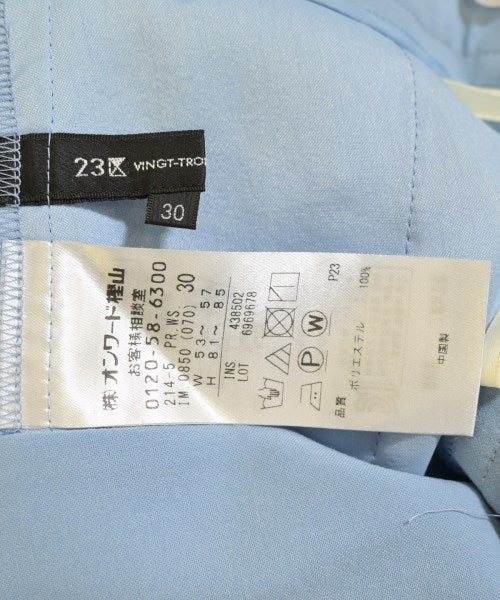 23区 VINGT-TROI
30
(株)オンワード樫山
お客様相談室
0120-58-6300
214-5 PR.WS
IM 0850 (070) 30
W 53~ 57
H 81~ 85
INS 438502
LOT 6969678
P W
P23
品質 ポリエステル 100%
中国製